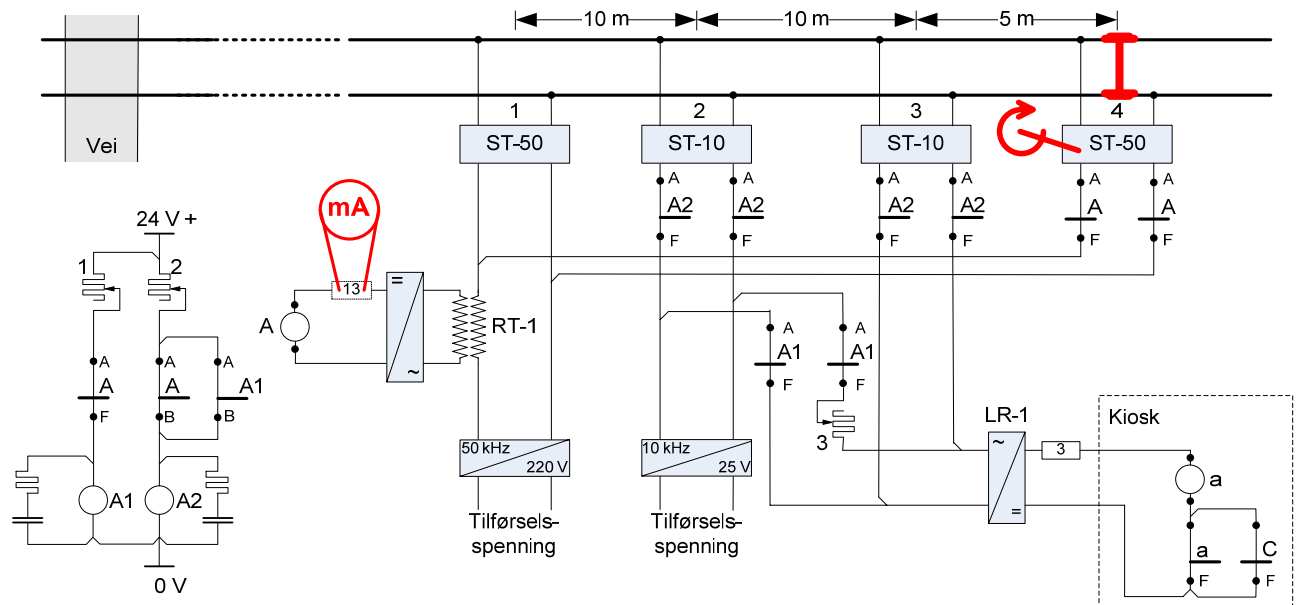 10 m
10 m
5 m
Vei
1
2
3
4
ST-50
ST-10
ST-10
ST-50
A
A
A
A
A
A
A2
A2
A2
A2
A
A
F
F
F
F
F
F
mA
24 V +
1
2
13
=
~
A
RT-1
A
A
A
A
A
A1
F
B
B
A
A
A1
A1
F
F
3
LR-1
~
=
3
Kiosk
a
a
C
F
F
50 kHz
220 V
10 kHz
25 V
A1
A2
Tilførsels-
spenning
Tilførsels-
spenning
0 V